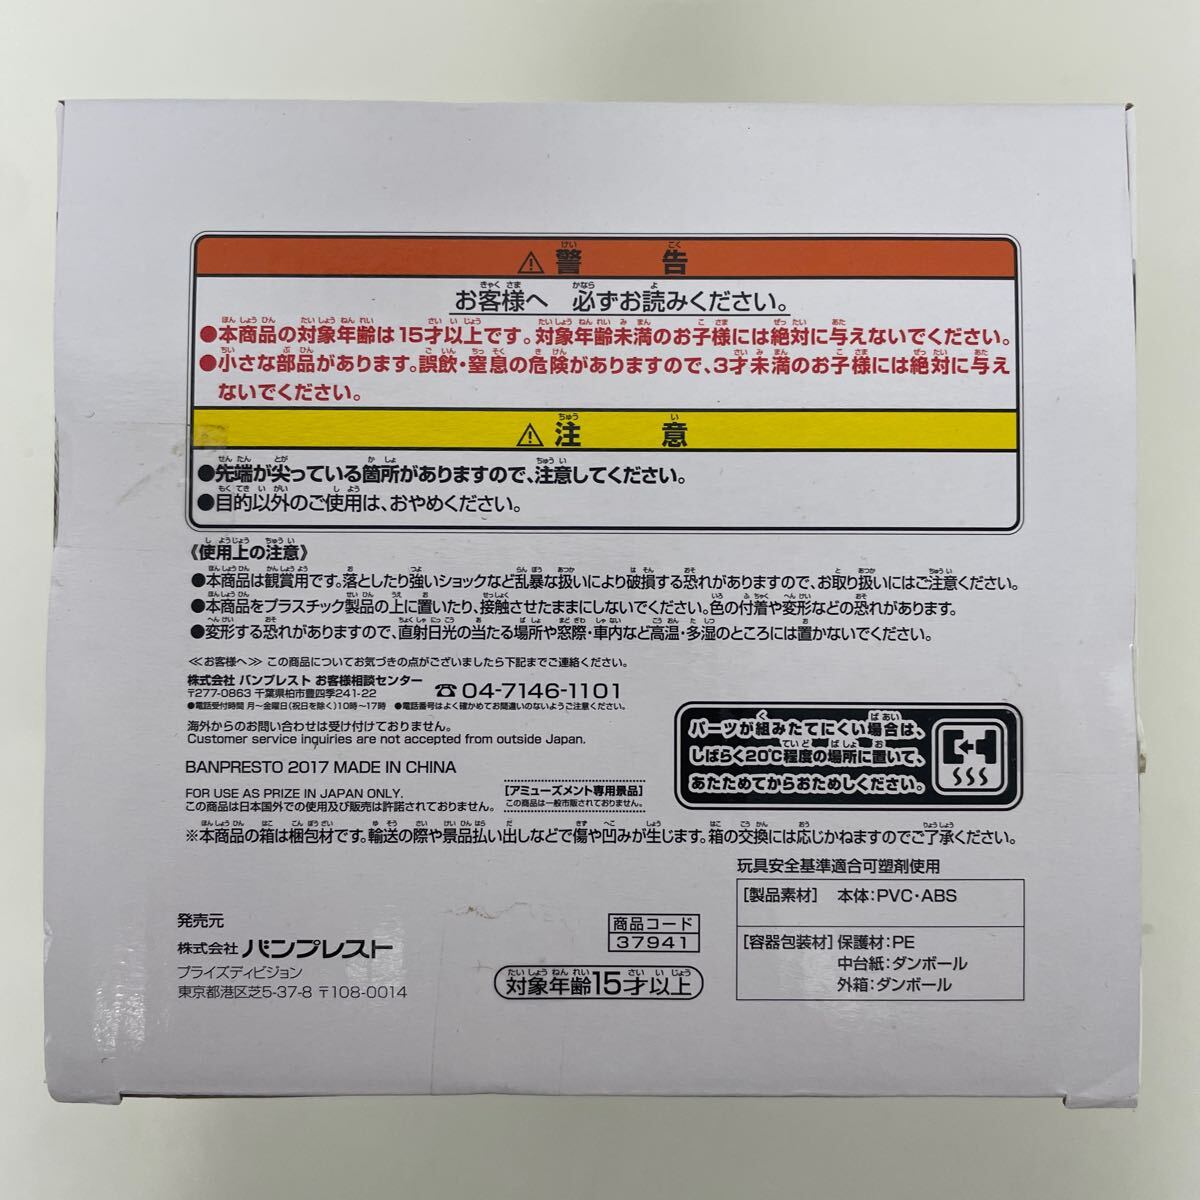 ⚠警告
お客様へ 必ずお読みください。
●本商品の対象年齢は15才以上です。対象年齢未満のお子様には絶対に与えないでください。
●小さな部品があります。誤飲・窒息の危険がありますので、3才未満のお子様には絶対に与え
ないでください。
⚠注意
●先端が尖っている箇所がありますので、注意してください。
●目的以外のご使用は、おやめください。
《使用上の注意》
●本商品は観賞用です。落としたり強いショックなど乱暴な扱いにより破損する恐れがありますので、お取り扱いにはご注意ください。
●本商品をプラスチック製品の上に置いたり、接触させたままにしないでください。色の付着や変形などの恐れがあります。
●変形する恐れがありますので、直射日光の当たる場所や窓際・車内など高温・多湿のところには置かないでください。
≪お客様へ≫ この商品についてお気づきの点がございましたら下記までご連絡ください。
株式会社 バンプレスト お客様相談センター
〒277-0863 千葉県柏市豊四季241-22
☎04-7146-1101
●電話受付時間 月〜金曜日(祝日を除く)10時〜17時 ●電話番号はよく確かめてお間違いのないようご注意ください。
海外からのお問い合わせは受け付けておりません。
Customer service inquiries are not accepted from outside Japan.
BANPRESTO 2017 MADE IN CHINA
FOR USE AS PRIZE IN JAPAN ONLY.
この商品は日本国外での使用及び販売は許諾されておりません。
[アミューズメント専用景品]
この商品は一般市販されておりません。
パーツが組みたてにくい場合は、
しばらく20℃程度の場所に置いて、
あたためてからおためしください。
※本商品の箱は梱包材です。輸送の際や景品払い出しなどで傷や凹みが生じます。箱の交換には応じかねますのでご了承ください。
玩具安全基準適合可塑剤使用
[製品素材] 本体:PVC・ABS
[容器包装材] 保護材:PE
中台紙:ダンボール
外箱:ダンボール
発売元
株式会社 バンプレスト
プライズディビジョン
東京都港区芝5-37-8 〒108-0014
商品コード
37941
対象年齢15才以上